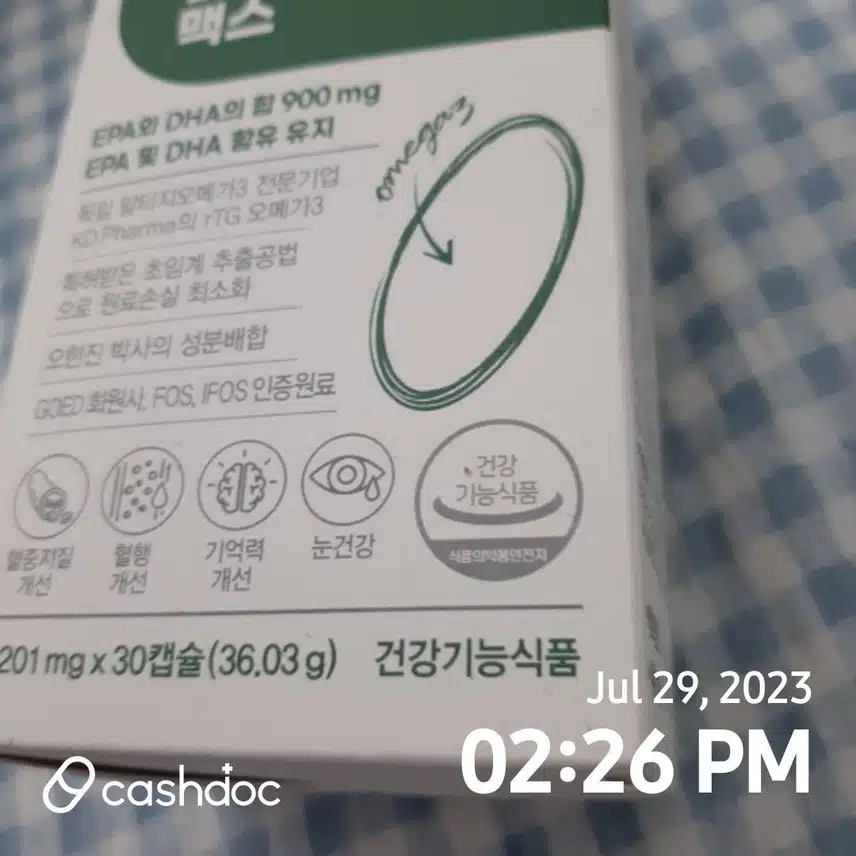 맥스
EPA와 DHA의 합 900 mg
EPA 및 DHA 함유 유지
독일 멀티지오메가3 전문기업
KD Pharma의 rTG 오메가3
특허받은 초임계 추출공법
으로 원료손실 최소화
오한진 박사의 성분배합
GOED 회원사, FOS, IFOS 인증원료
omega3
혈중지질
개선
혈행
개선
기억력
개선
눈건강
건강
기능식품
식품의약품안전처
201 mg x 30캡슐 (36.03 g)
건강기능식품
Jul 29, 2023
02:26 PM
cashdoc